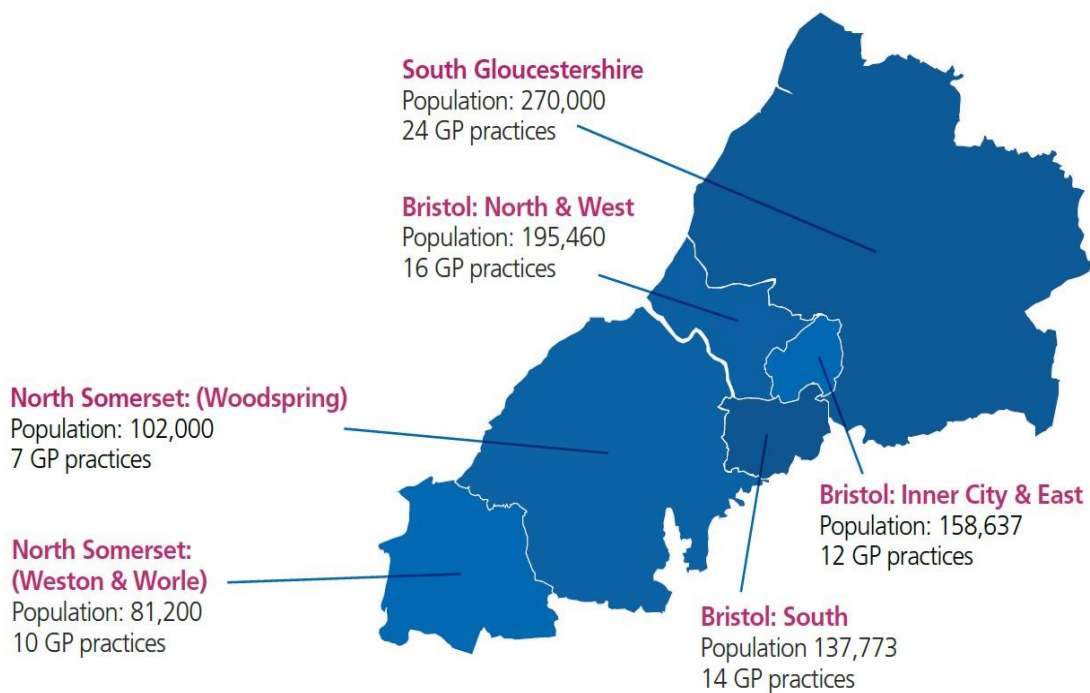 South Gloucestershire
Population: 270,000
24 GP practices
Bristol: North & West
Population: 195,460
16 GP practices
North Somerset: (Woodspring)
Population: 102,000
7 GP practices
North Somerset:
(Weston & Worle)
Population: 81,200
10 GP practices
Bristol: Inner City & East
Population: 158,637
12 GP practices
Bristol: South
Population 137,773
14 GP practices